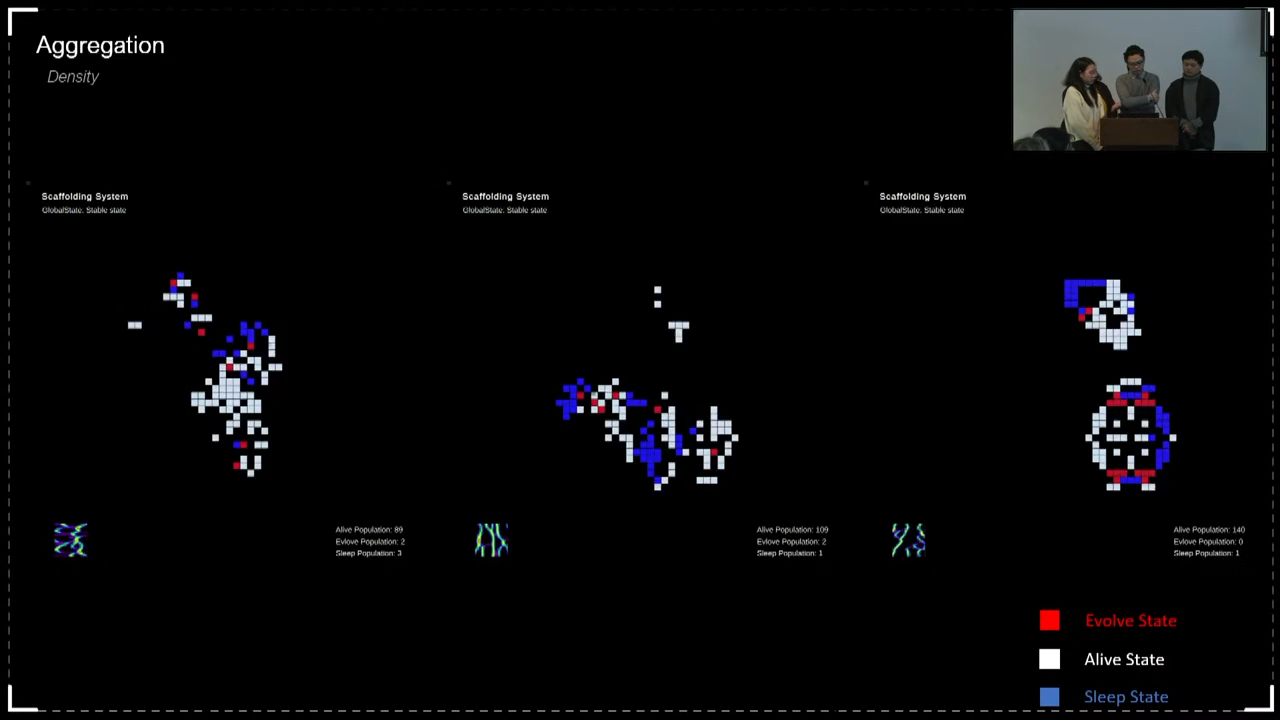 Aggregation
Density
Scaffolding System
GlobalState: Stable state
Scaffolding System
GlobalState: Stable state
Scaffolding System
GlobalState: Stable state
Alive Population: 89
Evlove Population: 2
Sleep Population: 3
Alive Population: 109
Evlove Population: 2
Sleep Population: 1
Alive Population: 140
Evlove Population: 0
Sleep Population: 1
Evolve State
Alive State
Sleep State